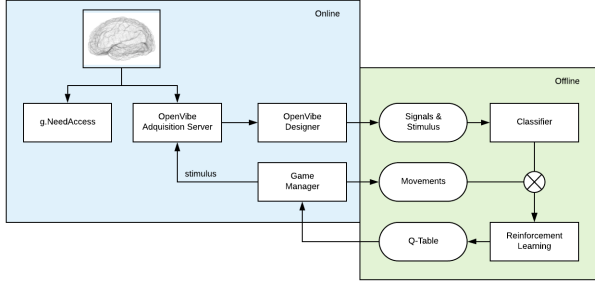 Online
Offline
g.NeedAccess
OpenVibe
Adquisition Server
OpenVibe
Designer
Signals &
Stimulus
Classifier
stimulus
Game
Manager
Movements
Q-Table
Reinforcement
Learning